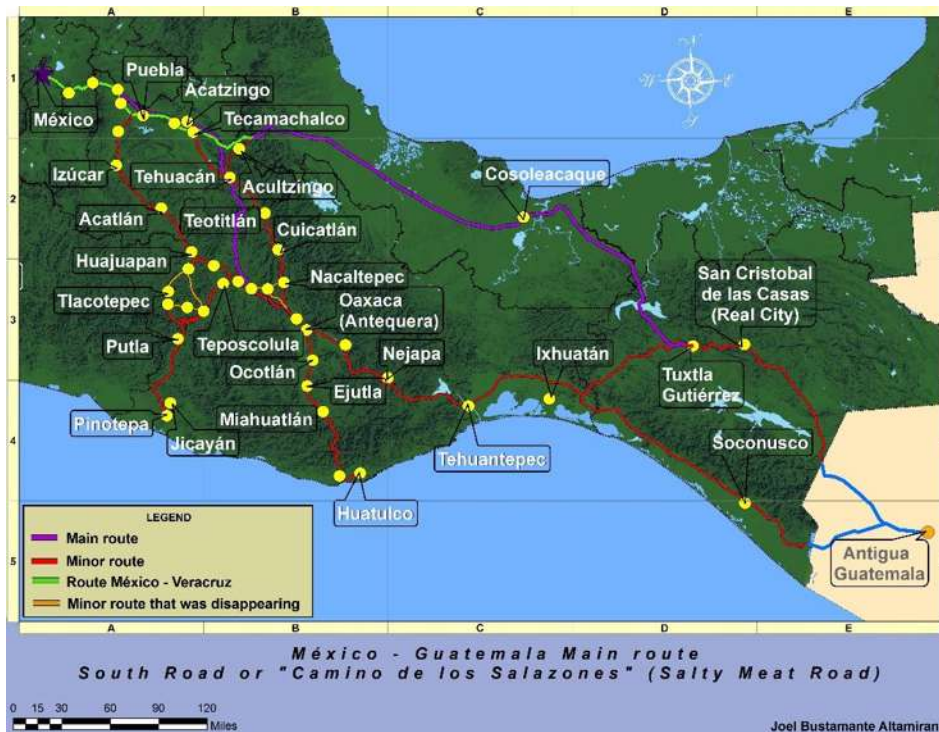 A B C D E
1
2
3
4
5
N
W E
S
México
Puebla
Acatzingo
Tecamachalco
Izúcar
Tehuacán
Acultzingo
Cosoleacaque
Acatlán
Teotitlán
Cuicatlán
Huajuapan
Nacaltepec
San Cristobal
de las Casas
(Real City)
Tlacotepec
Oaxaca
(Antequera)
Putla
Teposcolula
Nejapa
Ixhuatán
Ocotlán
Tuxtla
Gutiérrez
Ejutla
Pinotepa
Miahuatlán
Jicayán
Tehuantepec
Soconusco
Huatulco
Antigua
Guatemala
LEGEND
Main route
Minor route
Route México - Veracruz
Minor route that was disappearing
A B C D E
México - Guatemala Main route
South Road or "Camino de los Salazones" (Salty Meat Road)
0 15 30 60 90 120
Miles
Joel Bustamante Altamiran